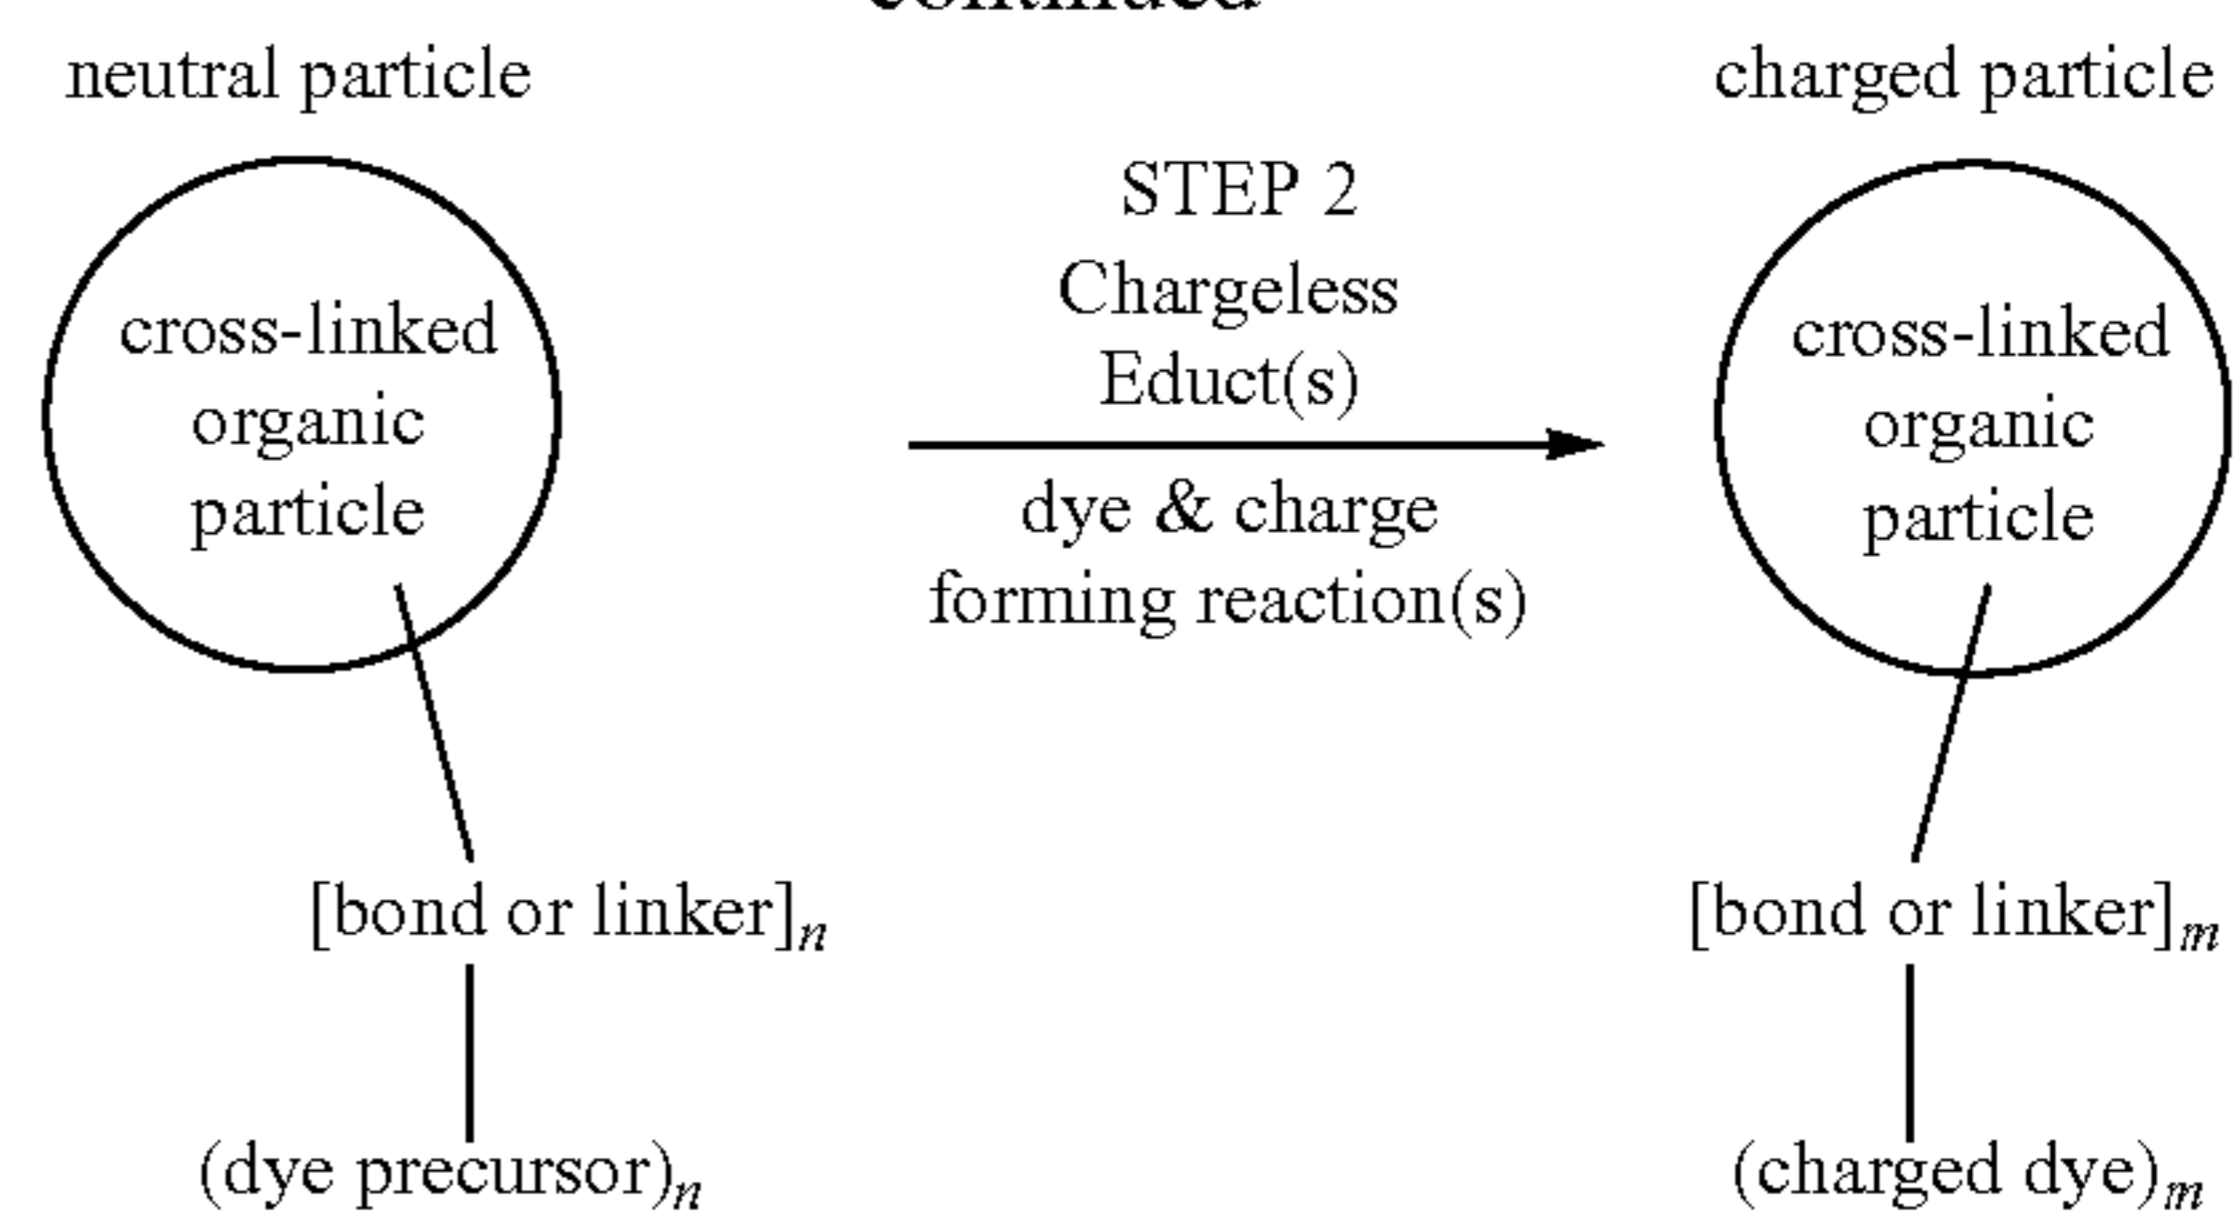 continued
neutral particle
cross-linked
organic
particle
[bond or linker]n
(dye precursor)n
STEP 2
Chargeless
Educt(s)
dye & charge
forming reaction(s)
charged particle
cross-linked
organic
particle
[bond or linker]m
(charged dye)m